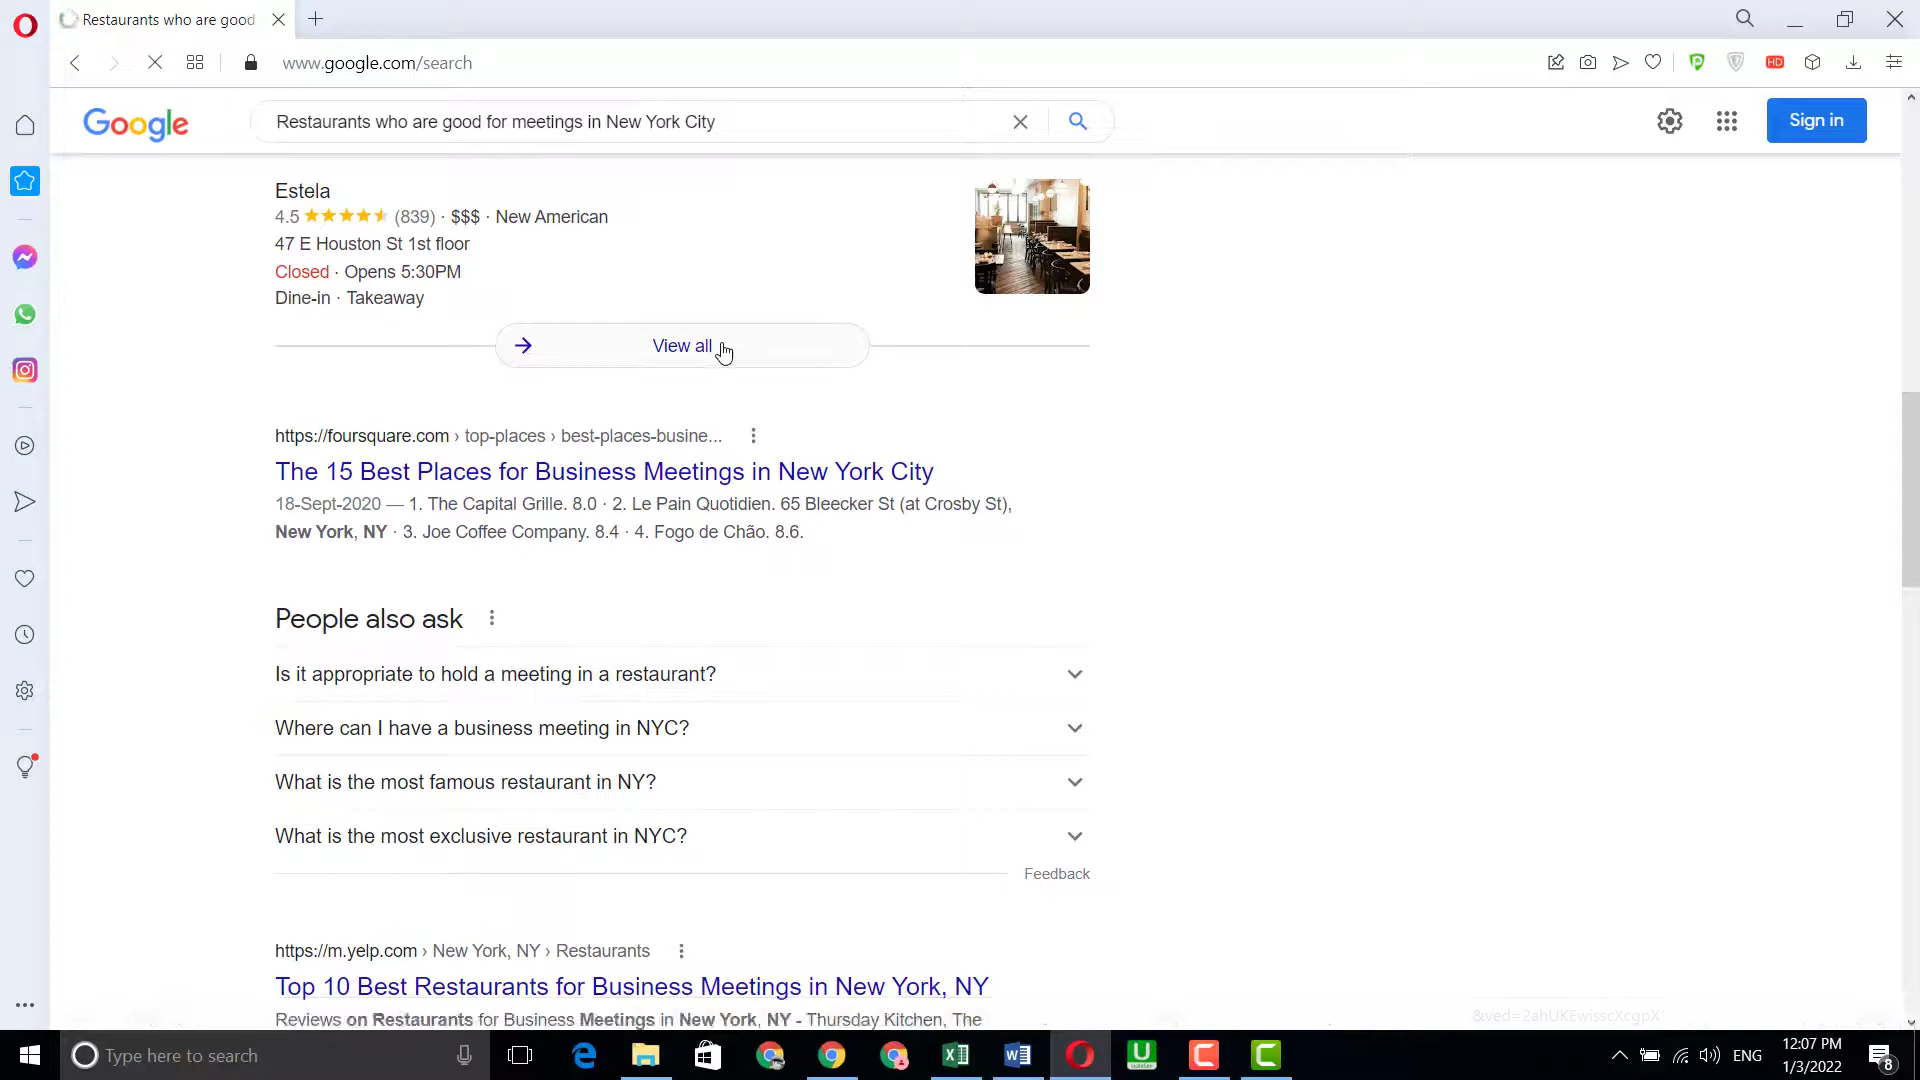 Restaurants who are good
www.google.com/search
HD
Google
Restaurants who are good for meetings in New York City
Sign in
Estela
4.5 (839) · $$$ · New American
47 E Houston St 1st floor
Closed · Opens 5:30PM
Dine-in · Takeaway
View all
https://foursquare.com › top-places › best-places-busine...
The 15 Best Places for Business Meetings in New York City
18-Sept-2020 — 1. The Capital Grille. 8.0 · 2. Le Pain Quotidien. 65 Bleecker St (at Crosby St),
New York, NY · 3. Joe Coffee Company. 8.4 · 4. Fogo de Chão. 8.6.
People also ask
Is it appropriate to hold a meeting in a restaurant?
Where can I have a business meeting in NYC?
What is the most famous restaurant in NY?
What is the most exclusive restaurant in NYC?
Feedback
https://m.yelp.com › New York, NY › Restaurants
Top 10 Best Restaurants for Business Meetings in New York, NY
Reviews on Restaurants for Business Meetings in New York, NY - Thursday Kitchen, The
Type here to search
ENG
12:07 PM
1/3/2022
8